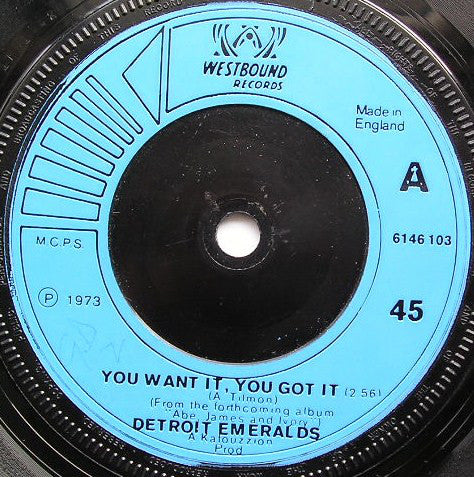 WESTBOUND
RECORDS
Made in
England
A
6146 103
M.C.P.S.
℗ 1973
45
YOU WANT IT, YOU GOT IT (2 56)
(A Tilmon)
(From the forthcoming album
"Abe, James and Ivory")
DETROIT EMERALDS
A Katouzzion
Prod